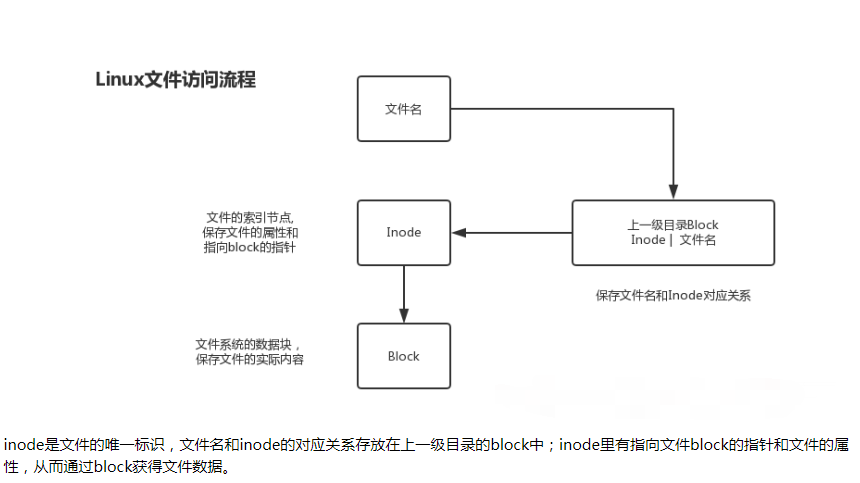 Linux文件访问流程
文件名
文件的索引节点,
保存文件的属性和
指向block的指针
Inode
上一级目录Block
Inode | 文件名
保存文件名和Inode对应关系
文件系统的数据块，
保存文件的实际内容
Block
inode是文件的唯一标识，文件名和inode的对应关系存放在上一级目录的block中；inode里有指向文件block的指针和文件的属
性，从而通过block获得文件数据。